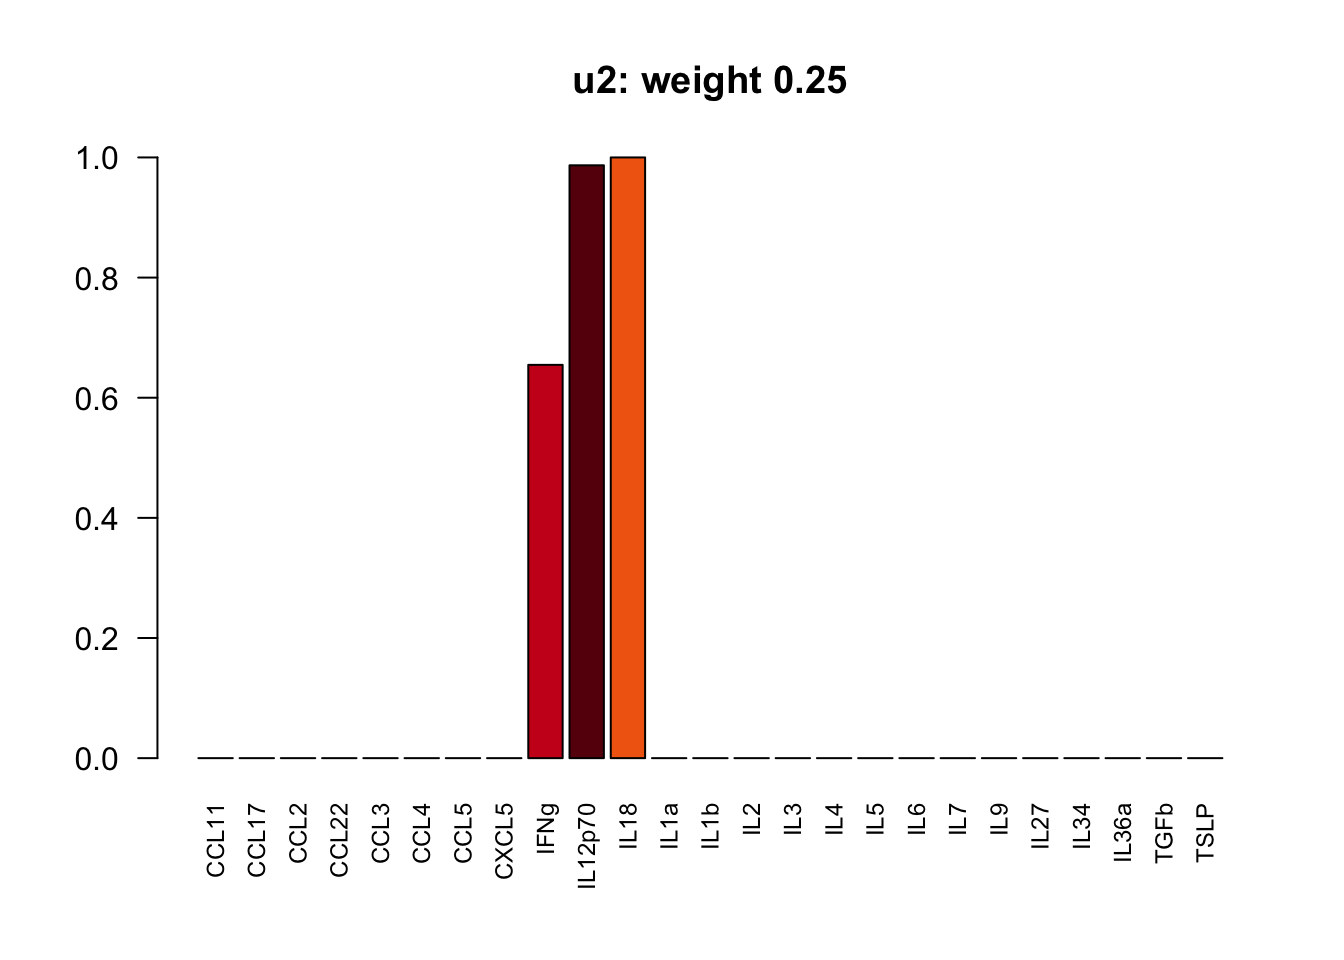 u2: weight 0.25
1.0
0.8
0.6
0.4
0.2
0.0
CCL11
CCL17
CCL2
CCL22
CCL3
CCL4
CCL5
CXCL5
IFNg
IL12p70
IL18
IL1a
IL1b
IL2
IL3
IL4
IL5
IL6
IL7
IL9
IL27
IL34
IL36a
TGFb
TSLP